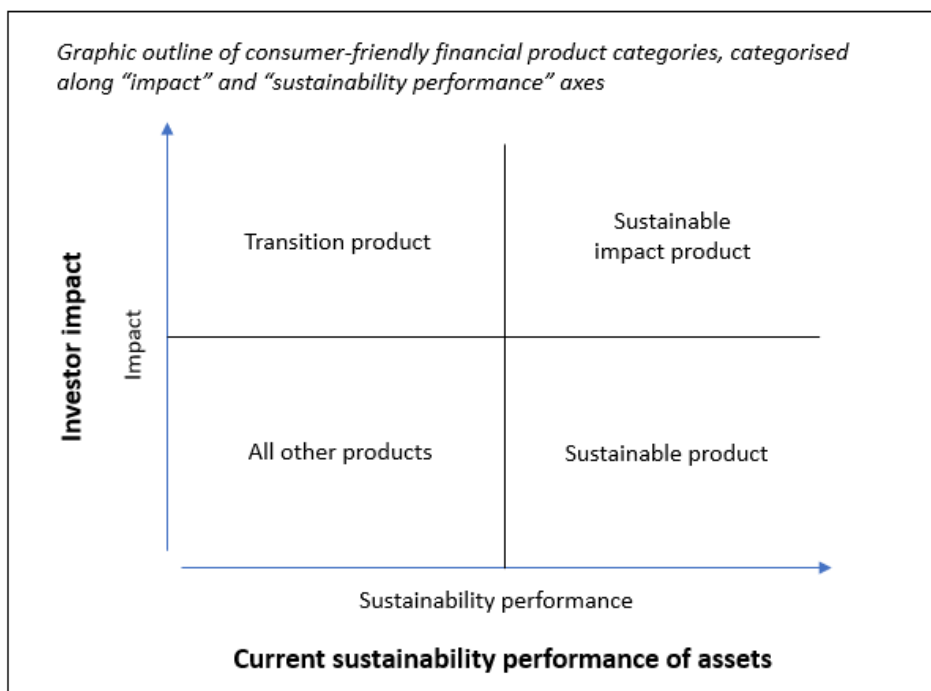 Graphic outline of consumer-friendly financial product categories, categorised
along “impact” and “sustainability performance” axes
Transition product
Sustainable
impact product
Investor impact
Impact
All other products
Sustainable product
Sustainability performance
Current sustainability performance of assets